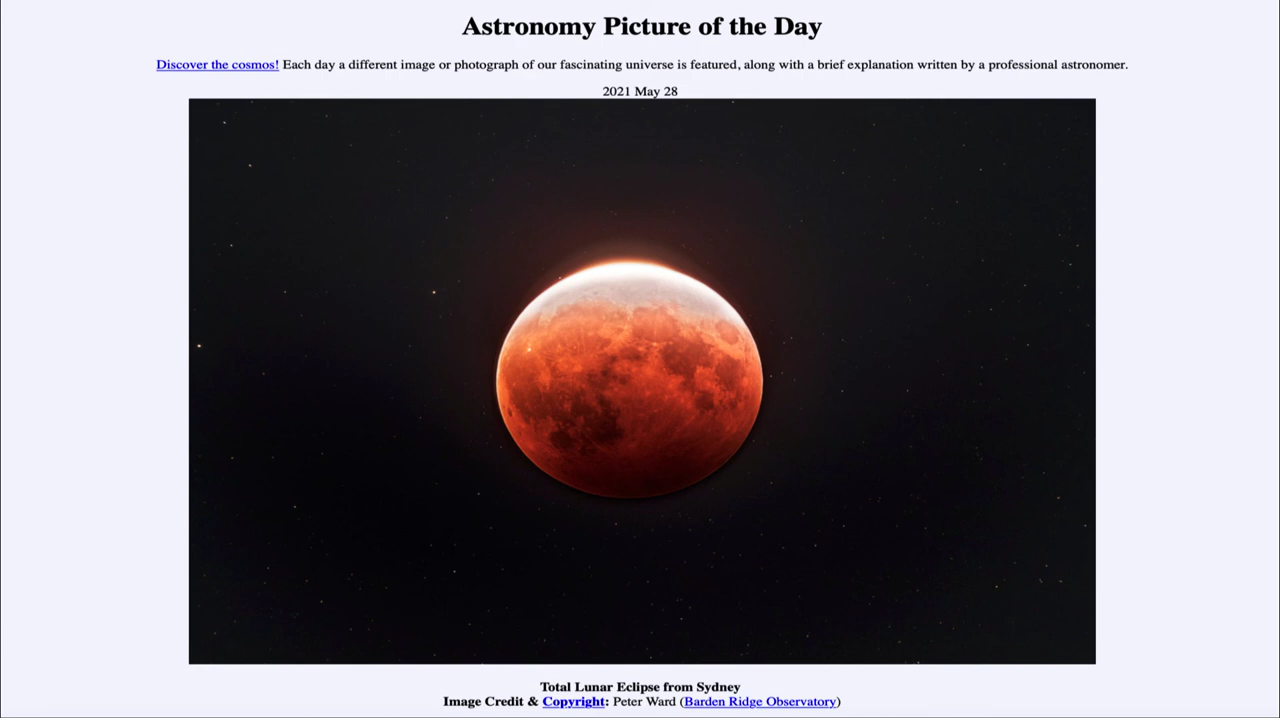 Astronomy Picture of the Day
Discover the cosmos! Each day a different image or photograph of our fascinating universe is featured, along with a brief explanation written by a professional astronomer.
2021 May 28
Total Lunar Eclipse from Sydney
Image Credit & Copyright: Peter Ward (Barden Ridge Observatory)